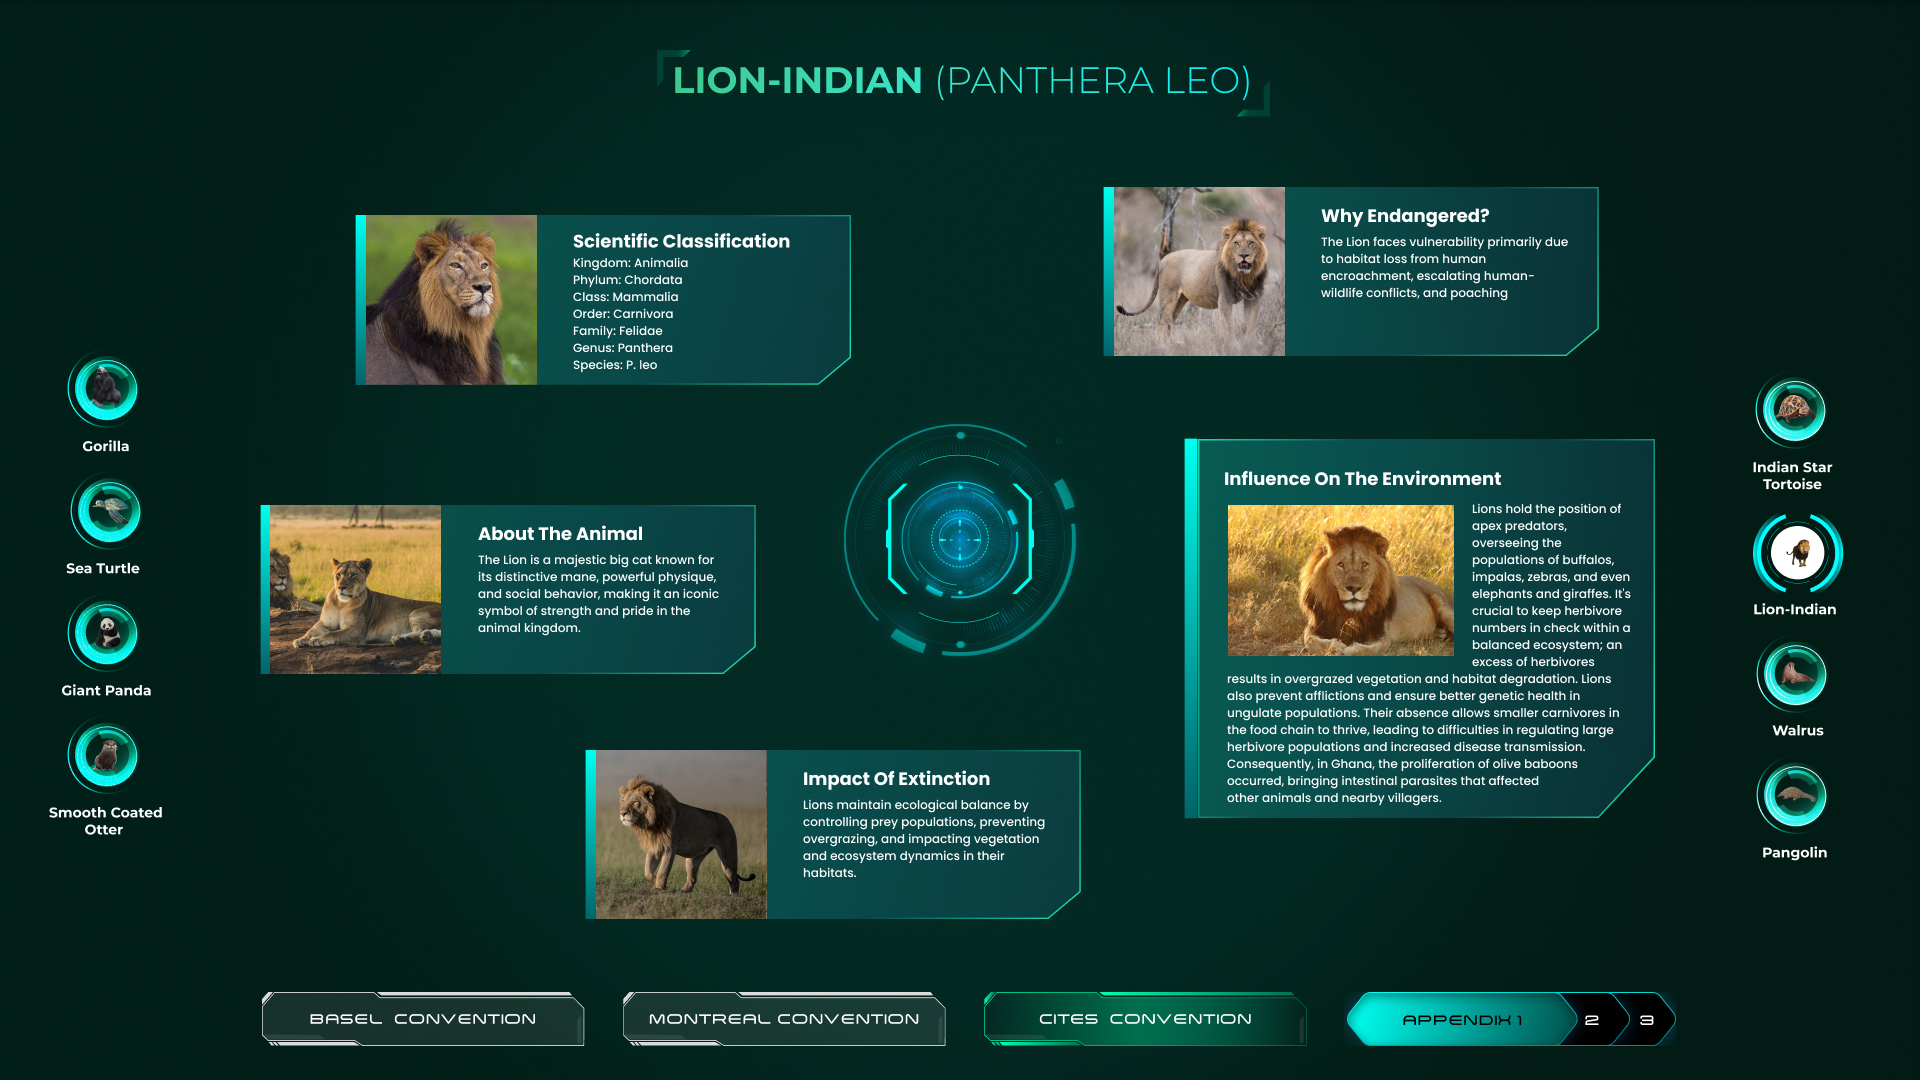 LION-INDIAN (PANTHERA LEO)
Scientific Classification
Kingdom: Animalia
Phylum: Chordata
Class: Mammalia
Order: Carnivora
Family: Felidae
Genus: Panthera
Species: P. leo
Why Endangered?
The Lion faces vulnerability primarily due
to habitat loss from human
encroachment, escalating human-
wildlife conflicts, and poaching
Gorilla
Sea Turtle
Giant Panda
Smooth Coated
Otter
About The Animal
The Lion is a majestic big cat known for
its distinctive mane, powerful physique,
and social behavior, making it an iconic
symbol of strength and pride in the
animal kingdom.
Influence On The Environment
Lions hold the position of
apex predators,
overseeing the
populations of buffalos,
impalas, zebras, and even
elephants and giraffes. It's
crucial to keep herbivore
numbers in check within a
balanced ecosystem; an
excess of herbivores
results in overgrazed vegetation and habitat degradation. Lions
also prevent afflictions and ensure better genetic health in
ungulate populations. Their absence allows smaller carnivores in
the food chain to thrive, leading to difficulties in regulating large
herbivore populations and increased disease transmission.
Consequently, in Ghana, the proliferation of olive baboons
occurred, bringing intestinal parasites that affected
other animals and nearby villagers.
Indian Star
Tortoise
Lion-Indian
Walrus
Pangolin
Impact Of Extinction
Lions maintain ecological balance by
controlling prey populations, preventing
overgrazing, and impacting vegetation
and ecosystem dynamics in their
habitats.
BASEL CONVENTION
MONTREAL CONVENTION
CITES CONVENTION
APPENDIX 1
2
3